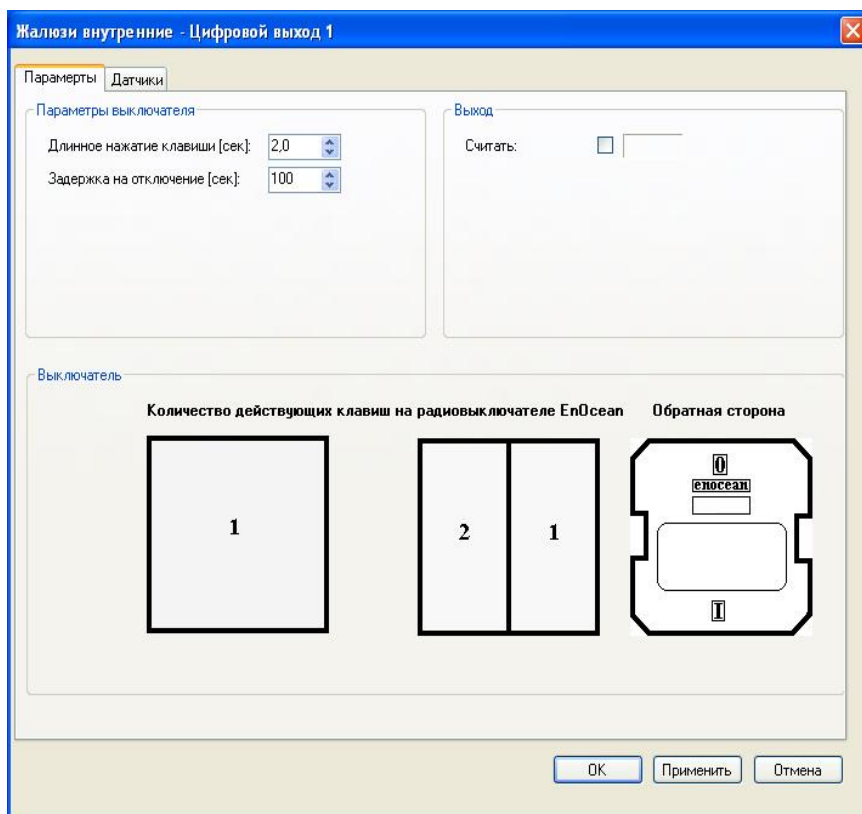 Жалюзи внутренние - Цифровой выход 1
Парамерты Датчики
Параметры выключателя
Длинное нажатие клавиши [сек]: 2,0
Задержка на отключение [сек]: 100
Выход
Считать:
Выключатель
Количество действующих клавиш на радиовыключателе EnOcean Обратная сторона
1
2 1
0
enocean
I
OK Применить Отмена